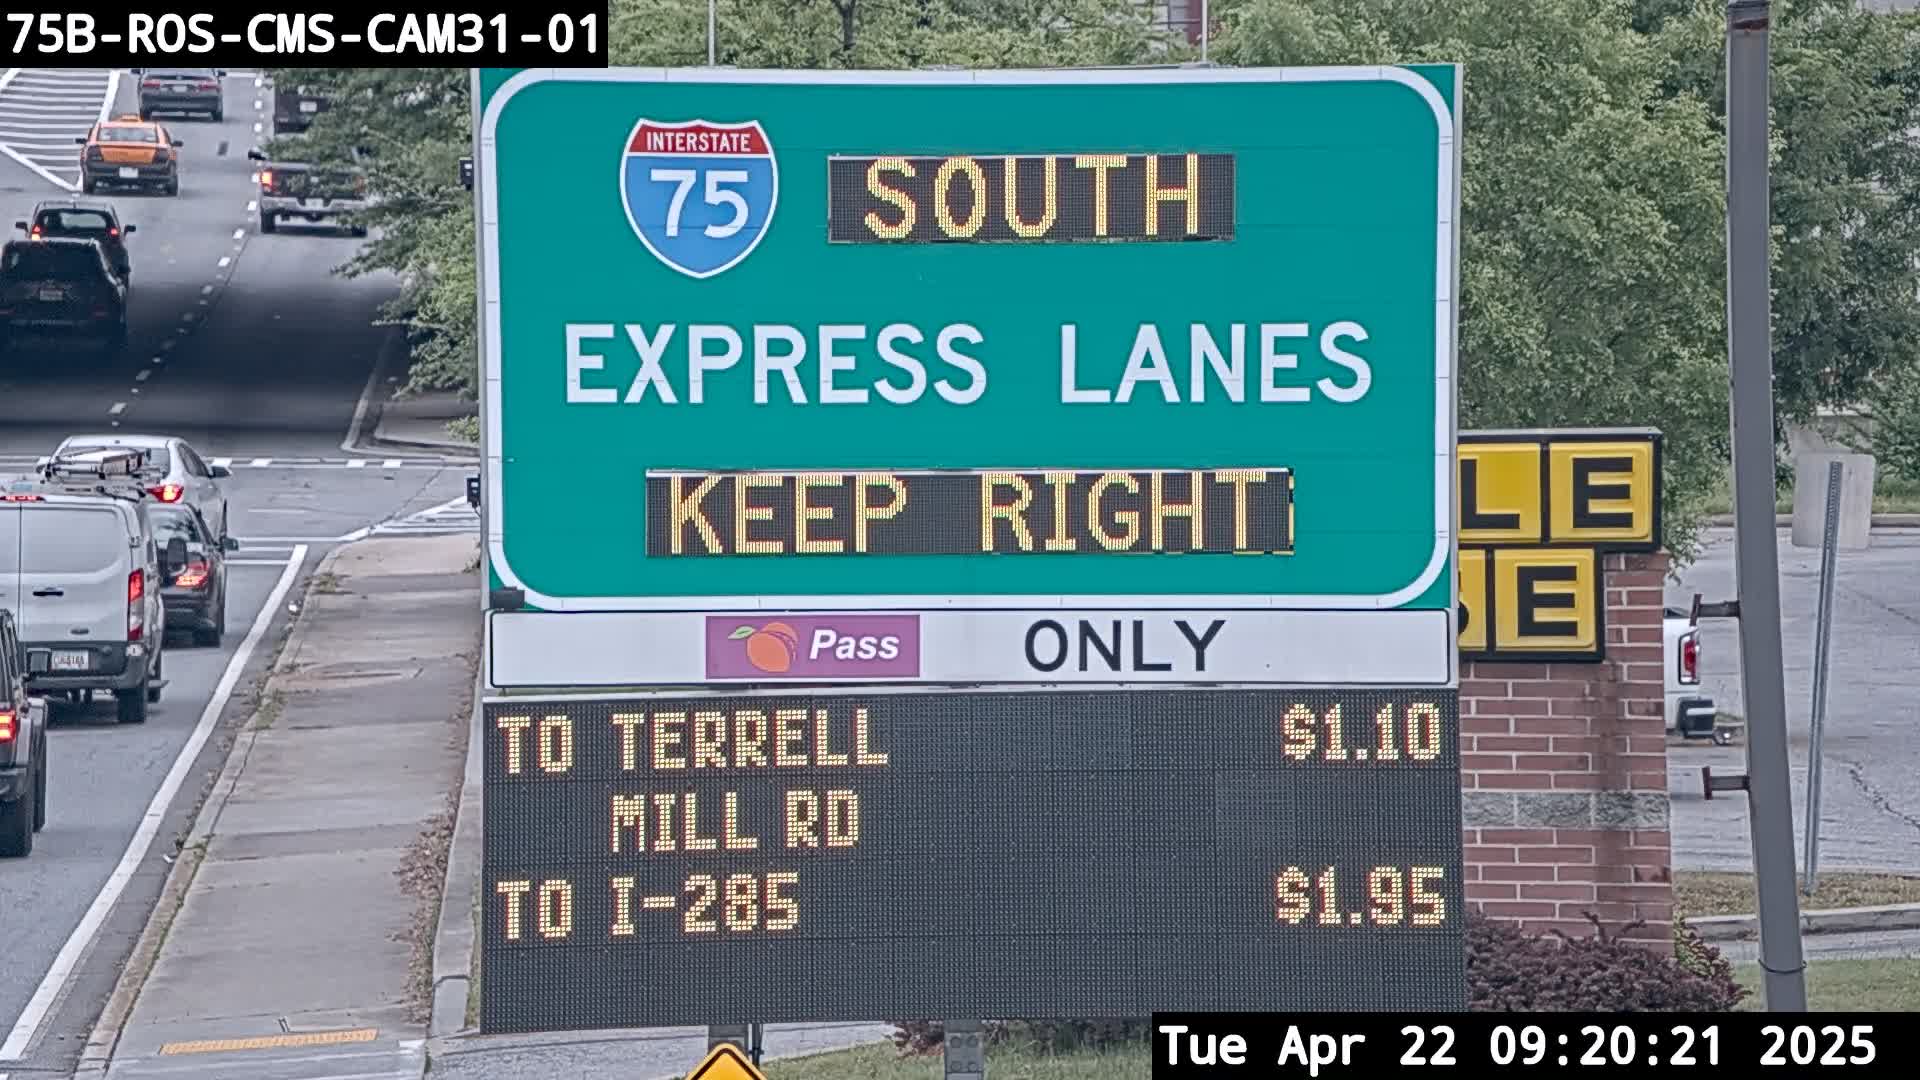 75B-ROS-CMS-CAM31-01
INTERSTATE
75
SOUTH
EXPRESS LANES
KEEP RIGHT
Pass ONLY
TO TERRELL $1.10
MILL RD
TO I-285 $1.95
LE
E
Tue Apr 22 09:20:21 2025